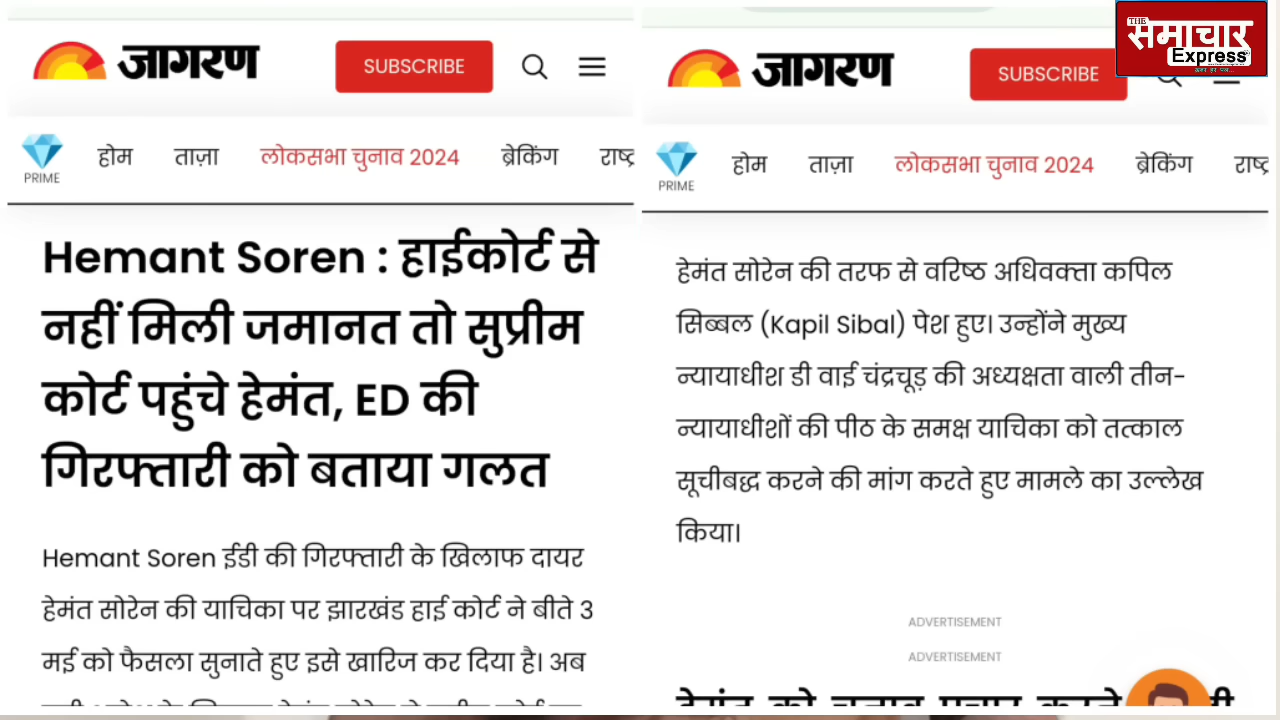 जागरण
SUBSCRIBE
PRIME
होम
ताज़ा
लोकसभा चुनाव 2024
ब्रेकिंग
Hemant Soren : हाईकोर्ट से
नहीं मिली जमानत तो सुप्रीम
कोर्ट पहुंचे हेमंत, ED की
गिरफ्तारी को बताया गलत
Hemant Soren ईडी की गिरफ्तारी के खिलाफ दायर
हेमंत सोरेन की याचिका पर झारखंड हाई कोर्ट ने बीते 3
मई को फैसला सुनाते हुए इसे खारिज कर दिया है। अब
THE
समाचार
Express
जागरण
SUBSCRIBE
PRIME
होम
ताज़ा
लोकसभा चुनाव 2024
ब्रेकिंग
हेमंत सोरेन की तरफ से वरिष्ठ अधिवक्ता कपिल
सिब्बल (Kapil Sibal) पेश हुए। उन्होंने मुख्य
न्यायाधीश डी वाई चंद्रचूड़ की अध्यक्षता वाली तीन-
न्यायाधीशों की पीठ के समक्ष याचिका को तत्काल
सूचीबद्ध करने की मांग करते हुए मामले का उल्लेख
किया।
ADVERTISEMENT
ADVERTISEMENT